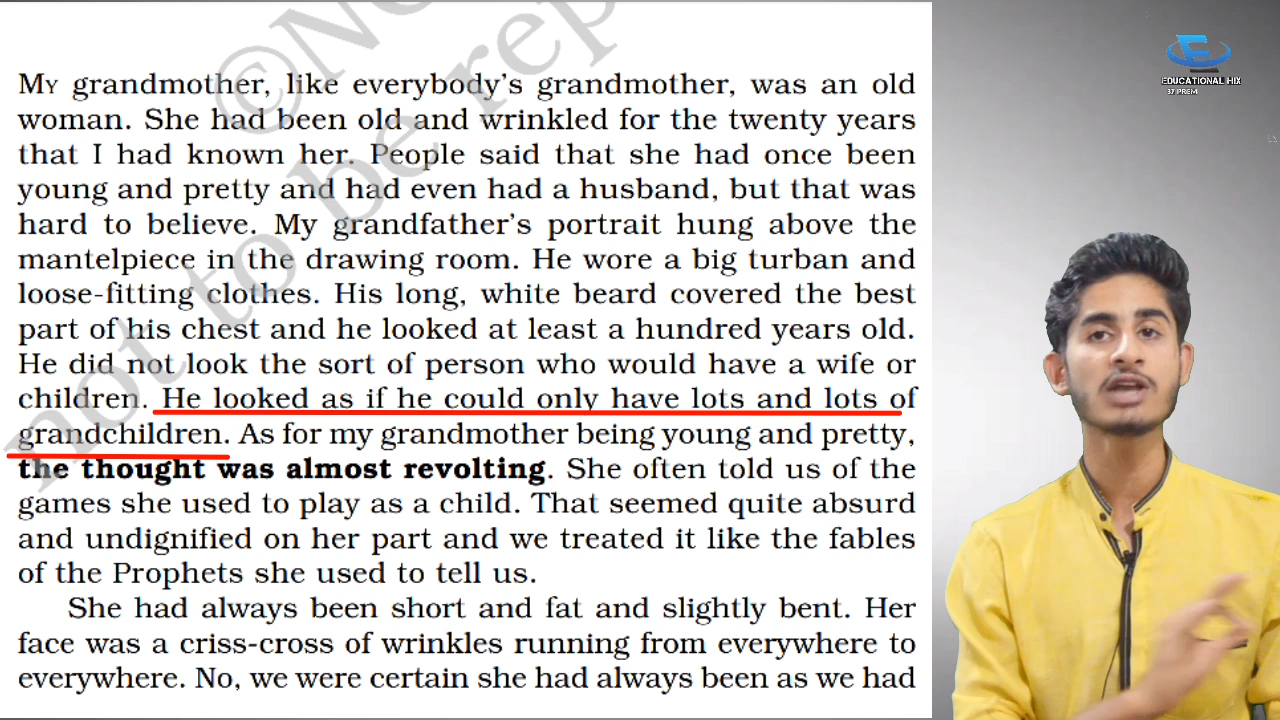 My grandmother, like everybody's grandmother, was an old
woman. She had been old and wrinkled for the twenty years
that I had known her. People said that she had once been
young and pretty and had even had a husband, but that was
hard to believe. My grandfather's portrait hung above the
mantelpiece in the drawing room. He wore a big turban and
loose-fitting clothes. His long, white beard covered the best
part of his chest and he looked at least a hundred years old.
He did not look the sort of person who would have a wife or
children. He looked as if he could only have lots and lots of
grandchildren. As for my grandmother being young and pretty,
the thought was almost revolting. She often told us of the
games she used to play as a child. That seemed quite absurd
and undignified on her part and we treated it like the fables
of the Prophets she used to tell us.
She had always been short and fat and slightly bent. Her
face was a criss-cross of wrinkles running from everywhere to
everywhere. No, we were certain she had always been as we had
©No
not to be rep
E
EDUCATIONAL HIX
BY PREM